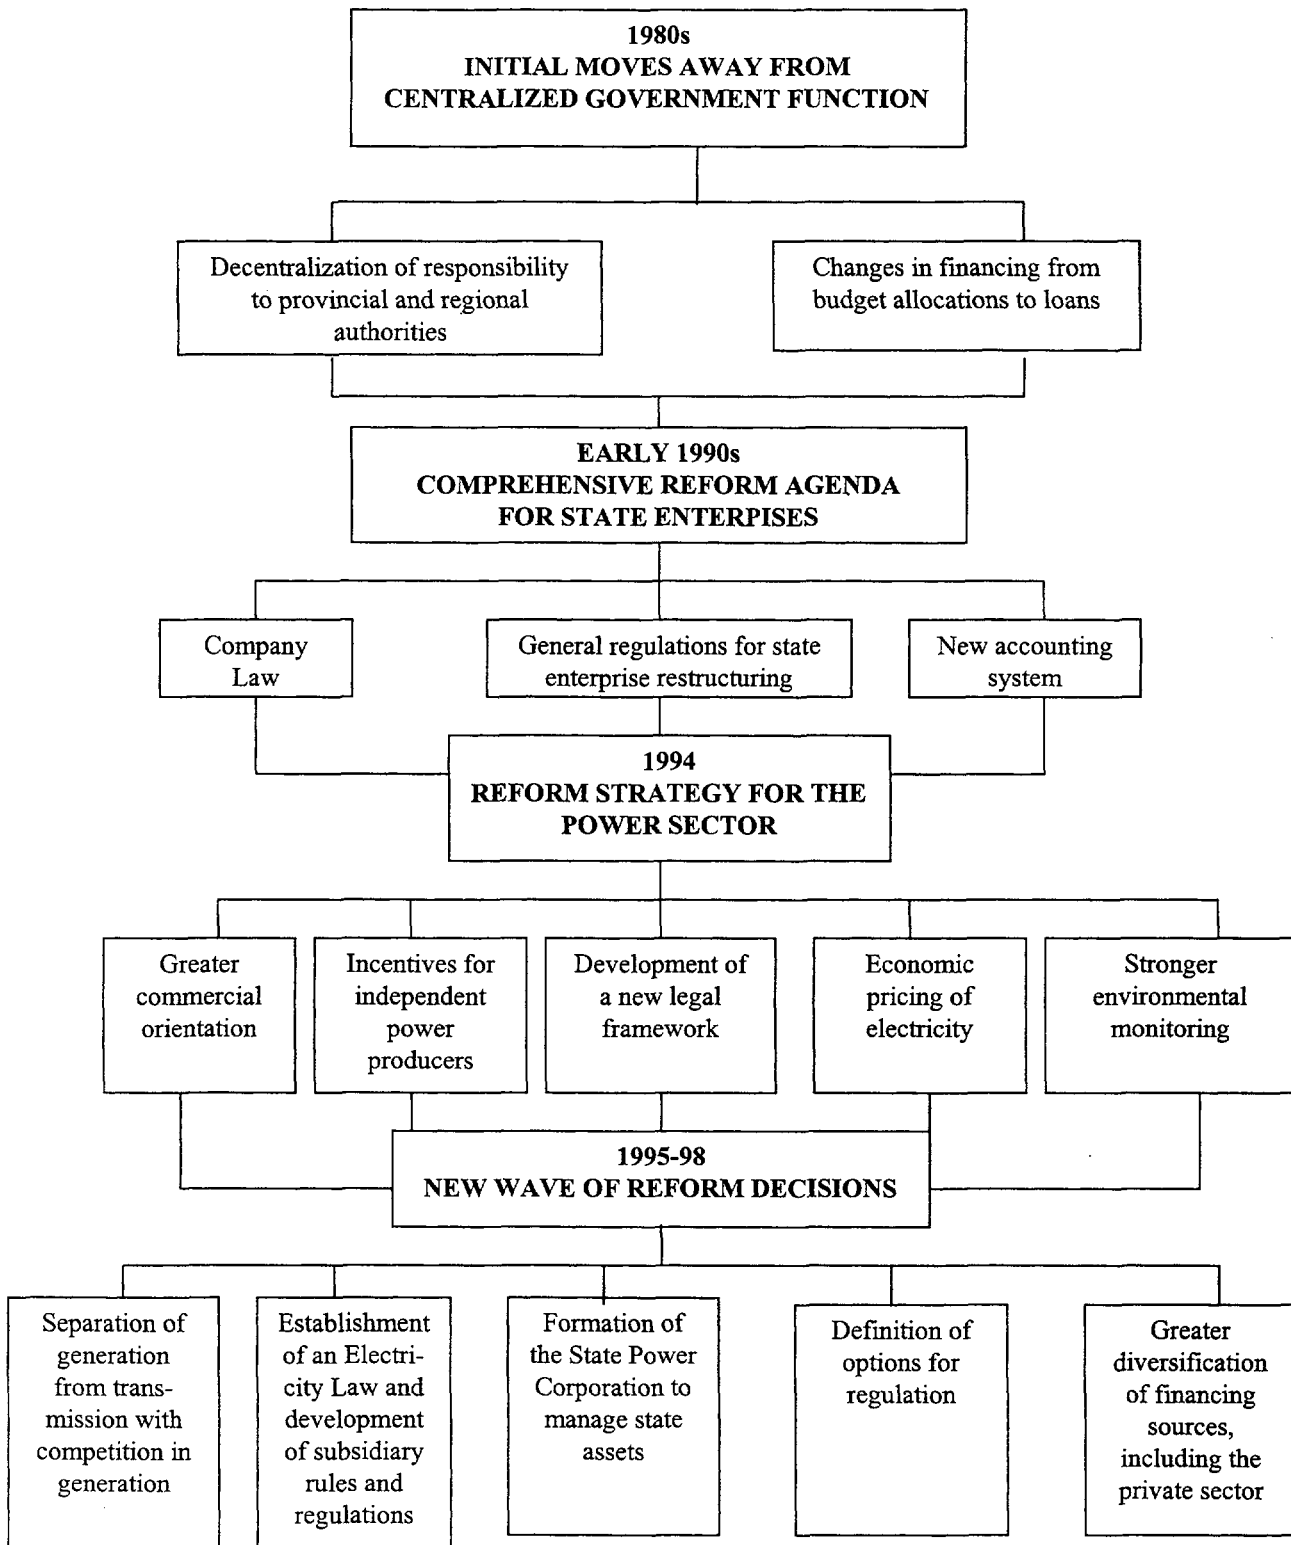 1980s
INITIAL MOVES AWAY FROM
CENTRALIZED GOVERNMENT FUNCTION
Decentralization of responsibility
to provincial and regional
authorities
Changes in financing from
budget allocations to loans
EARLY 1990s
COMPREHENSIVE REFORM AGENDA
FOR STATE ENTERPISES
Company
Law
General regulations for state
enterprise restructuring
New accounting
system
1994
REFORM STRATEGY FOR THE
POWER SECTOR
Greater
commercial
orientation
Incentives for
independent
power
producers
Development of
a new legal
framework
Economic
pricing of
electricity
Stronger
environmental
monitoring
1995-98
NEW WAVE OF REFORM DECISIONS
Separation of
generation
from trans-
mission with
competition in
generation
Establishment
of an Electri-
city Law and
development
of subsidiary
rules and
regulations
Formation of
the State Power
Corporation to
manage state
assets
Definition of
options for
regulation
Greater
diversification
of financing
sources,
including the
private sector